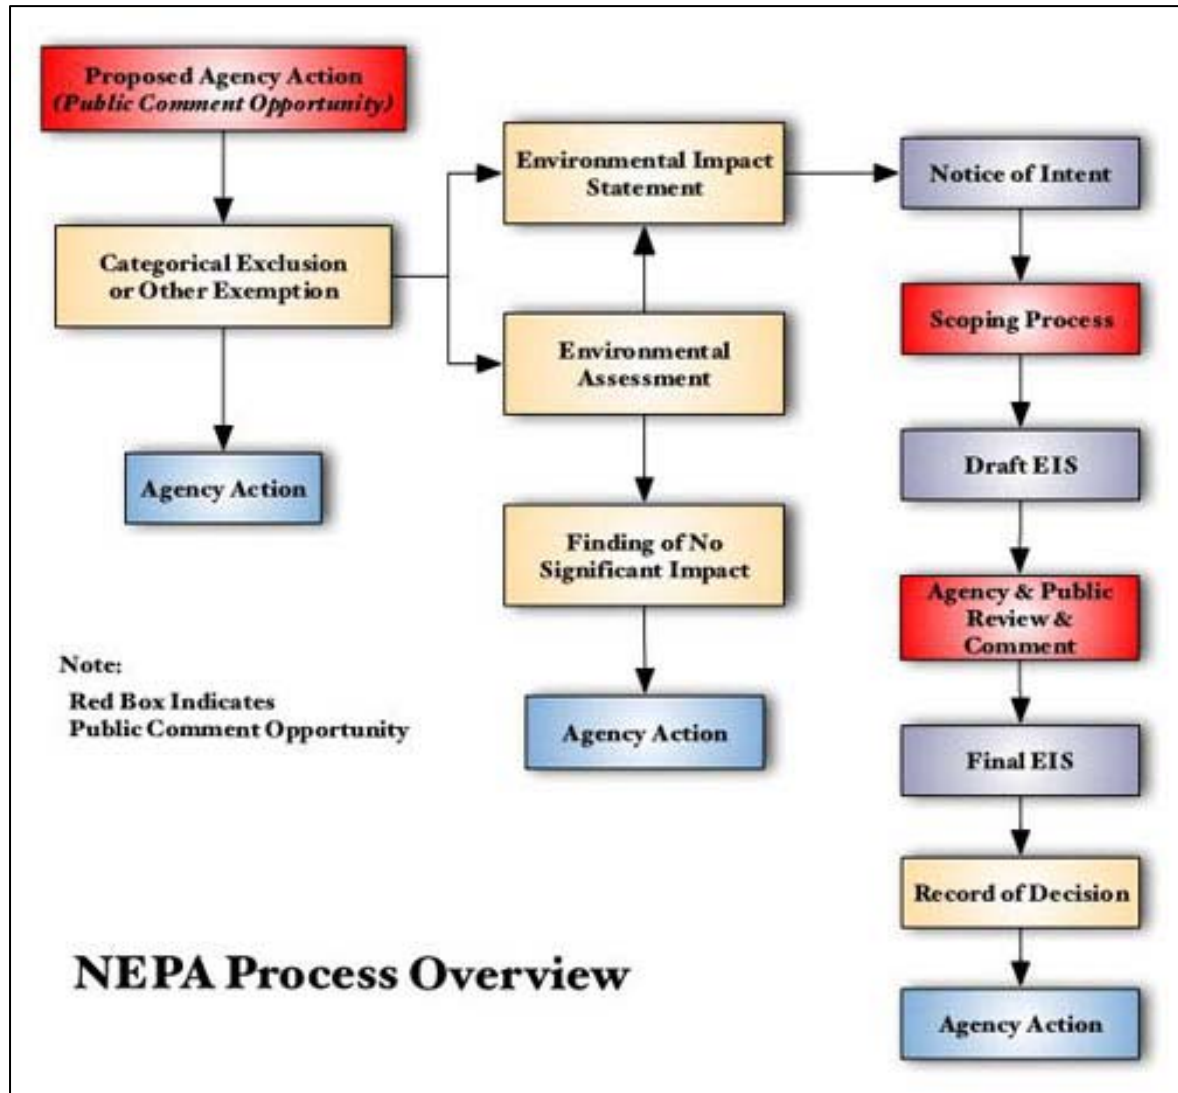 Proposed Agency Action
(Public Comment Opportunity)
Categorical Exclusion
or Other Exemption
Agency Action
Environmental Impact
Statement
Environmental
Assessment
Finding of No
Significant Impact
Agency Action
Notice of Intent
Scoping Process
Draft EIS
Agency & Public
Review &
Comment
Final EIS
Record of Decision
Agency Action
Note:
Red Box Indicates
Public Comment Opportunity
NEPA Process Overview